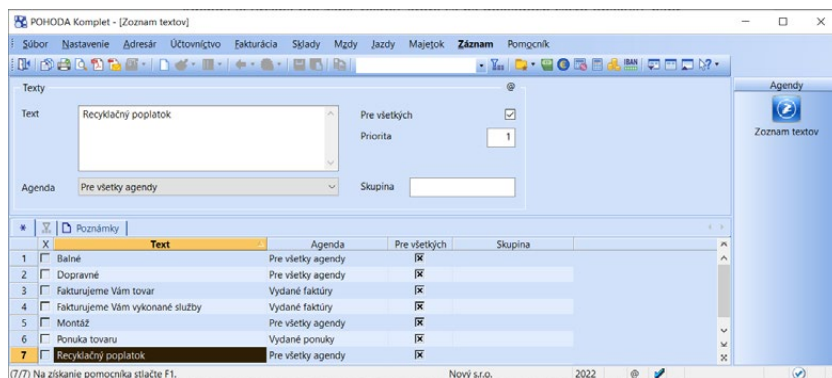 POHODA Komplet - [Zoznam textov]
Súbor Nastavenie Adresár Účtovníctvo Fakturácia Sklady Mzdy Jazdy Majetok Záznam Pomocník
IBAN
Texty @ Agendy
Text Recyklačný poplatok Pre všetkých
Zoznam textov
Priorita 1
Agenda Pre všetky agendy Skupina
* Poznámky
X Text Agenda Pre všetkých Skupina
1 Balné Pre všetky agendy
2 Dopravné Pre všetky agendy
3 Fakturujeme Vám tovar Vydané faktúry
4 Fakturujeme Vám vykonané služby Vydané faktúry
5 Montáž Pre všetky agendy
6 Ponuka tovaru Vydané ponuky
7 Recyklačný poplatok Pre všetky agendy
(7/7) Na získanie pomocníka stlačte F1. Nový s.r.o. 2022 @